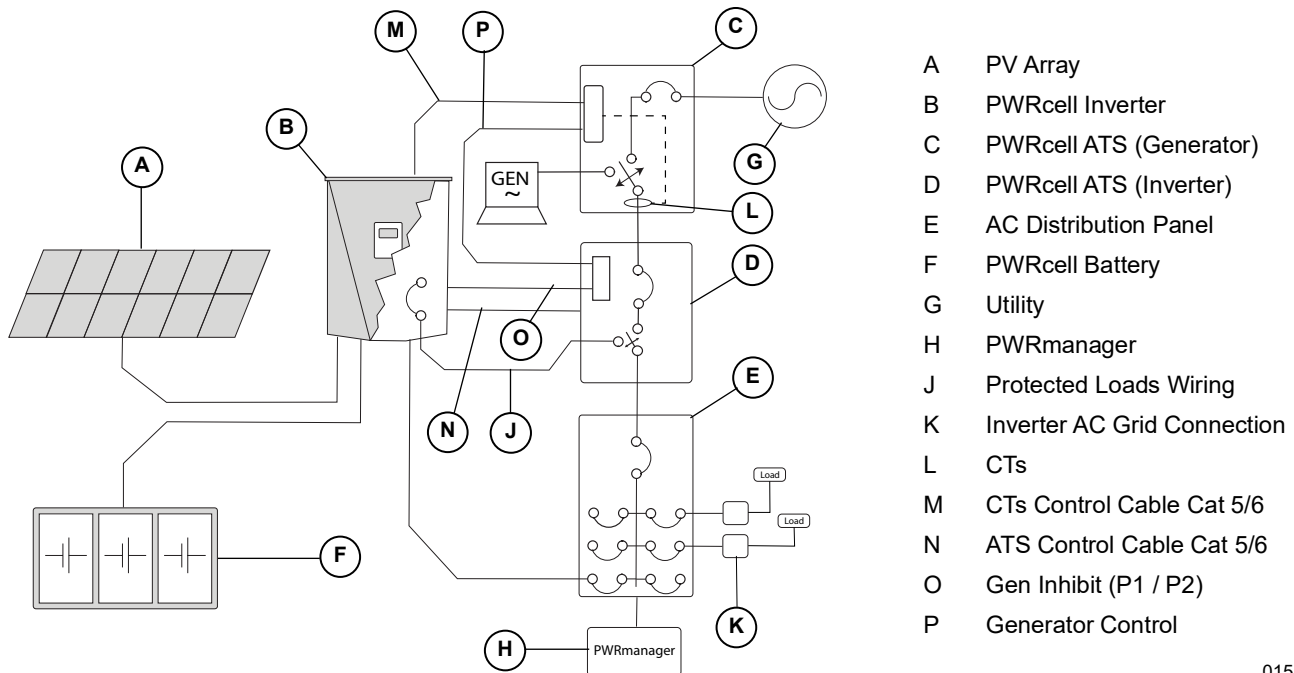 M
P
C
B
A
GEN
~
G
L
D
O
E
N
J
Load
Load
F
K
H
PWRmanager
A PV Array
B PWRcell Inverter
C PWRcell ATS (Generator)
D PWRcell ATS (Inverter)
E AC Distribution Panel
F PWRcell Battery
G Utility
H PWRmanager
J Protected Loads Wiring
K Inverter AC Grid Connection
L CTs
M CTs Control Cable Cat 5/6
N ATS Control Cable Cat 5/6
O Gen Inhibit (P1 / P2)
P Generator Control